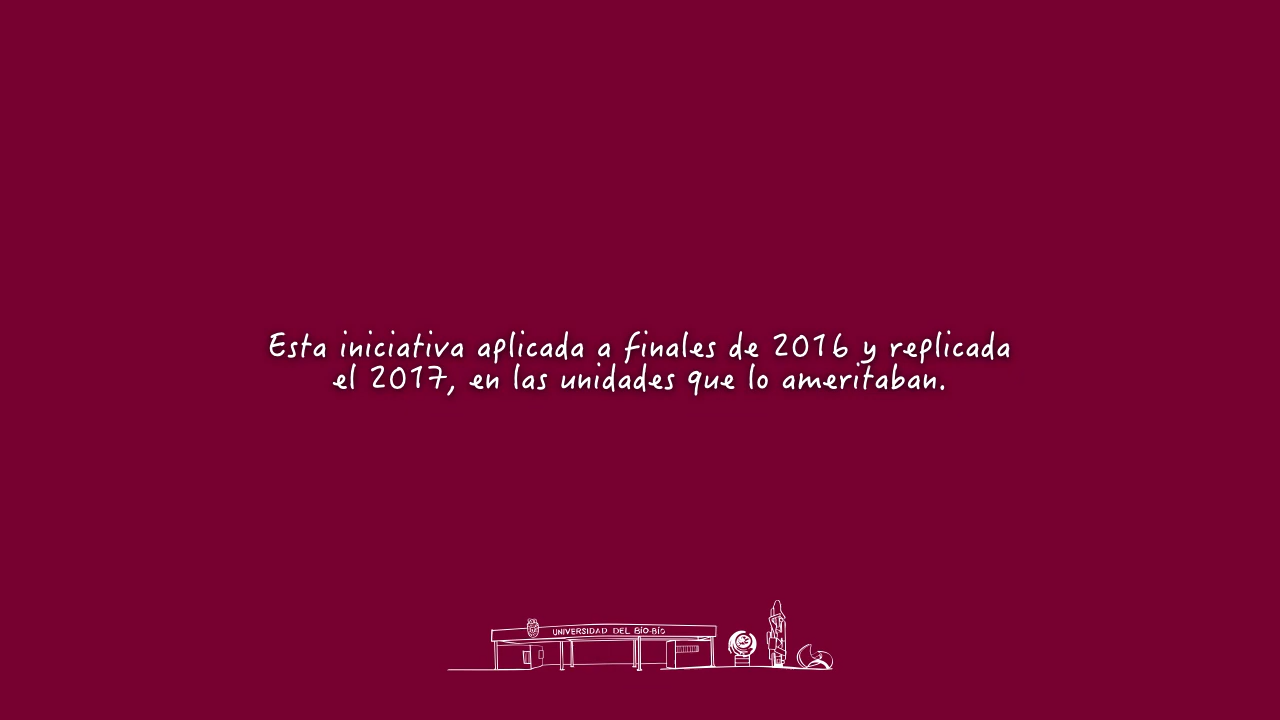 Esta iniciativa aplicada a finales de 2016 y replicada
el 2017, en las unidades que lo ameritaban.
UNIVERSIDAD DEL BÍO-BÍO